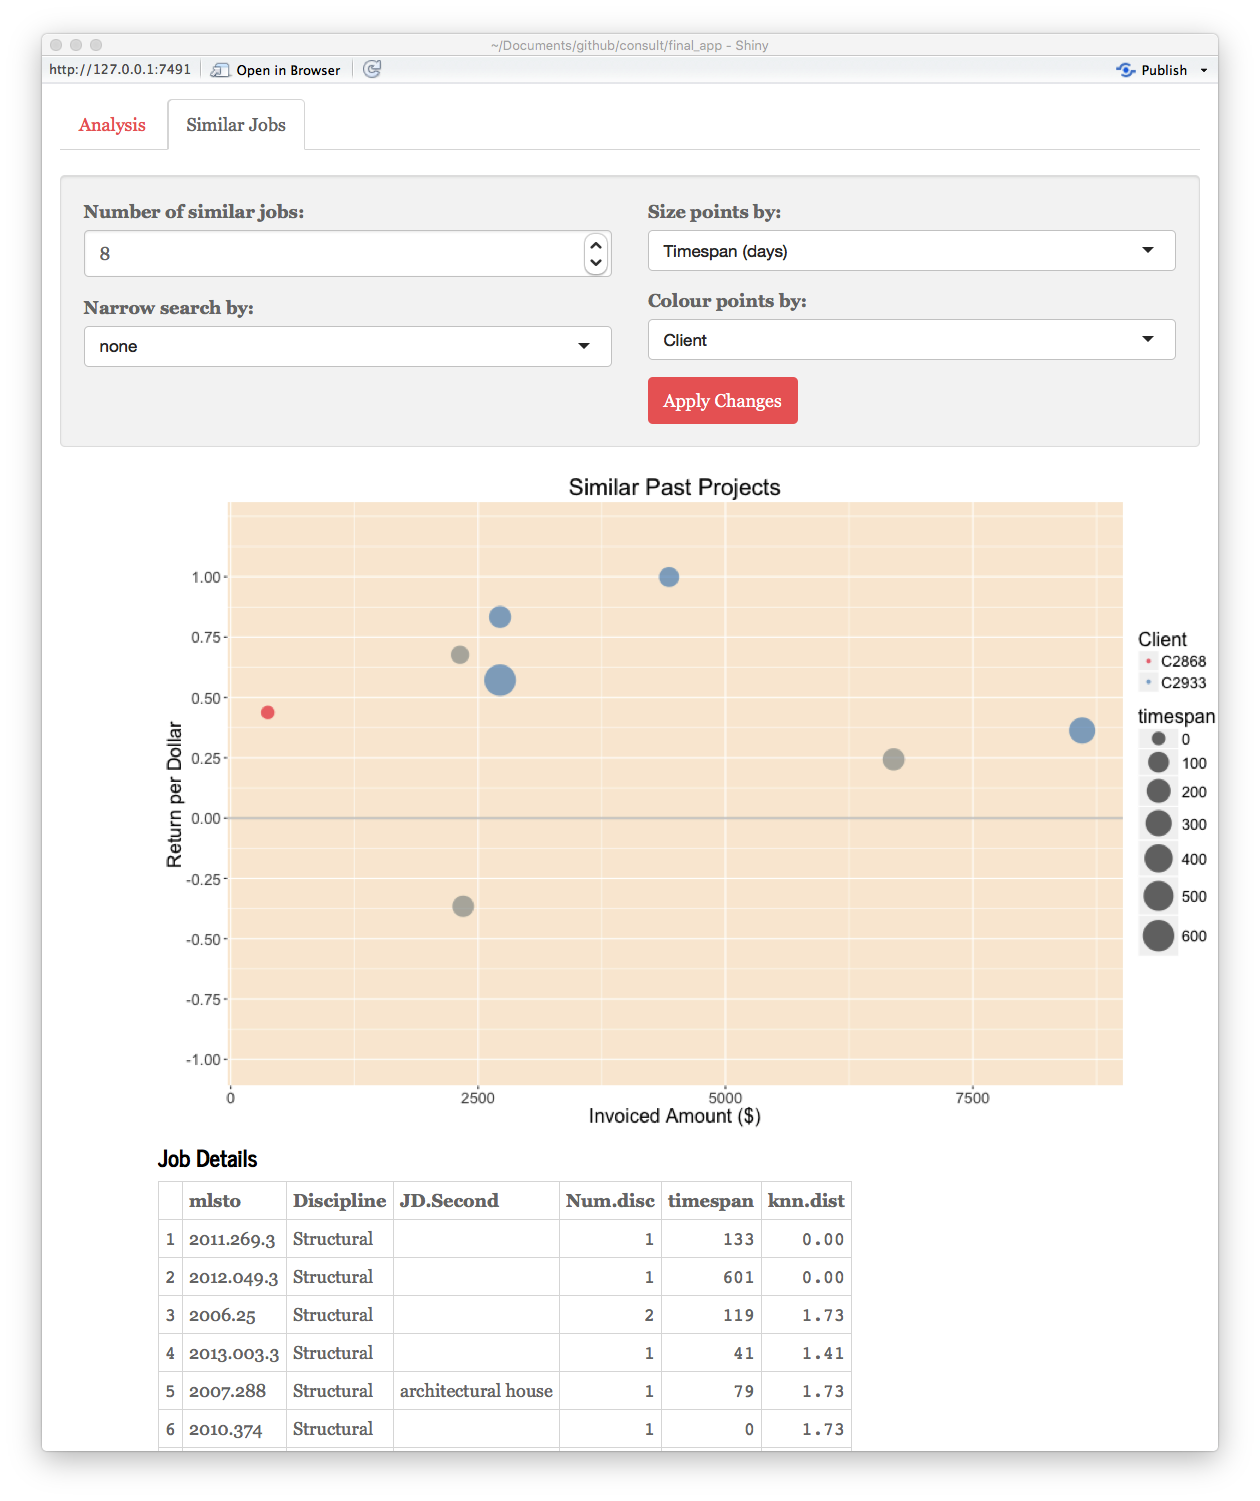 ~/Documents/github/consult/final_app - Shiny
http://127.0.0.1:7491 Open in Browser Publish
Analysis Similar Jobs
Number of similar jobs:
8
Narrow search by:
none
Size points by:
Timespan (days)
Colour points by:
Client
Apply Changes
Similar Past Projects
Return per Dollar
1.00
0.75
0.50
0.25
0.00
-0.25
-0.50
-0.75
-1.00
0 2500 5000 7500
Invoiced Amount ($)
Client
C2868
C2933
timespan
0
100
200
300
400
500
600
Job Details
mlsto Discipline JD.Second Num.disc timespan knn.dist
1 2011.269.3 Structural 1 133 0.00
2 2012.049.3 Structural 1 601 0.00
3 2006.25 Structural 2 119 1.73
4 2013.003.3 Structural 1 41 1.41
5 2007.288 Structural architectural house 1 79 1.73
6 2010.374 Structural 1 0 1.73